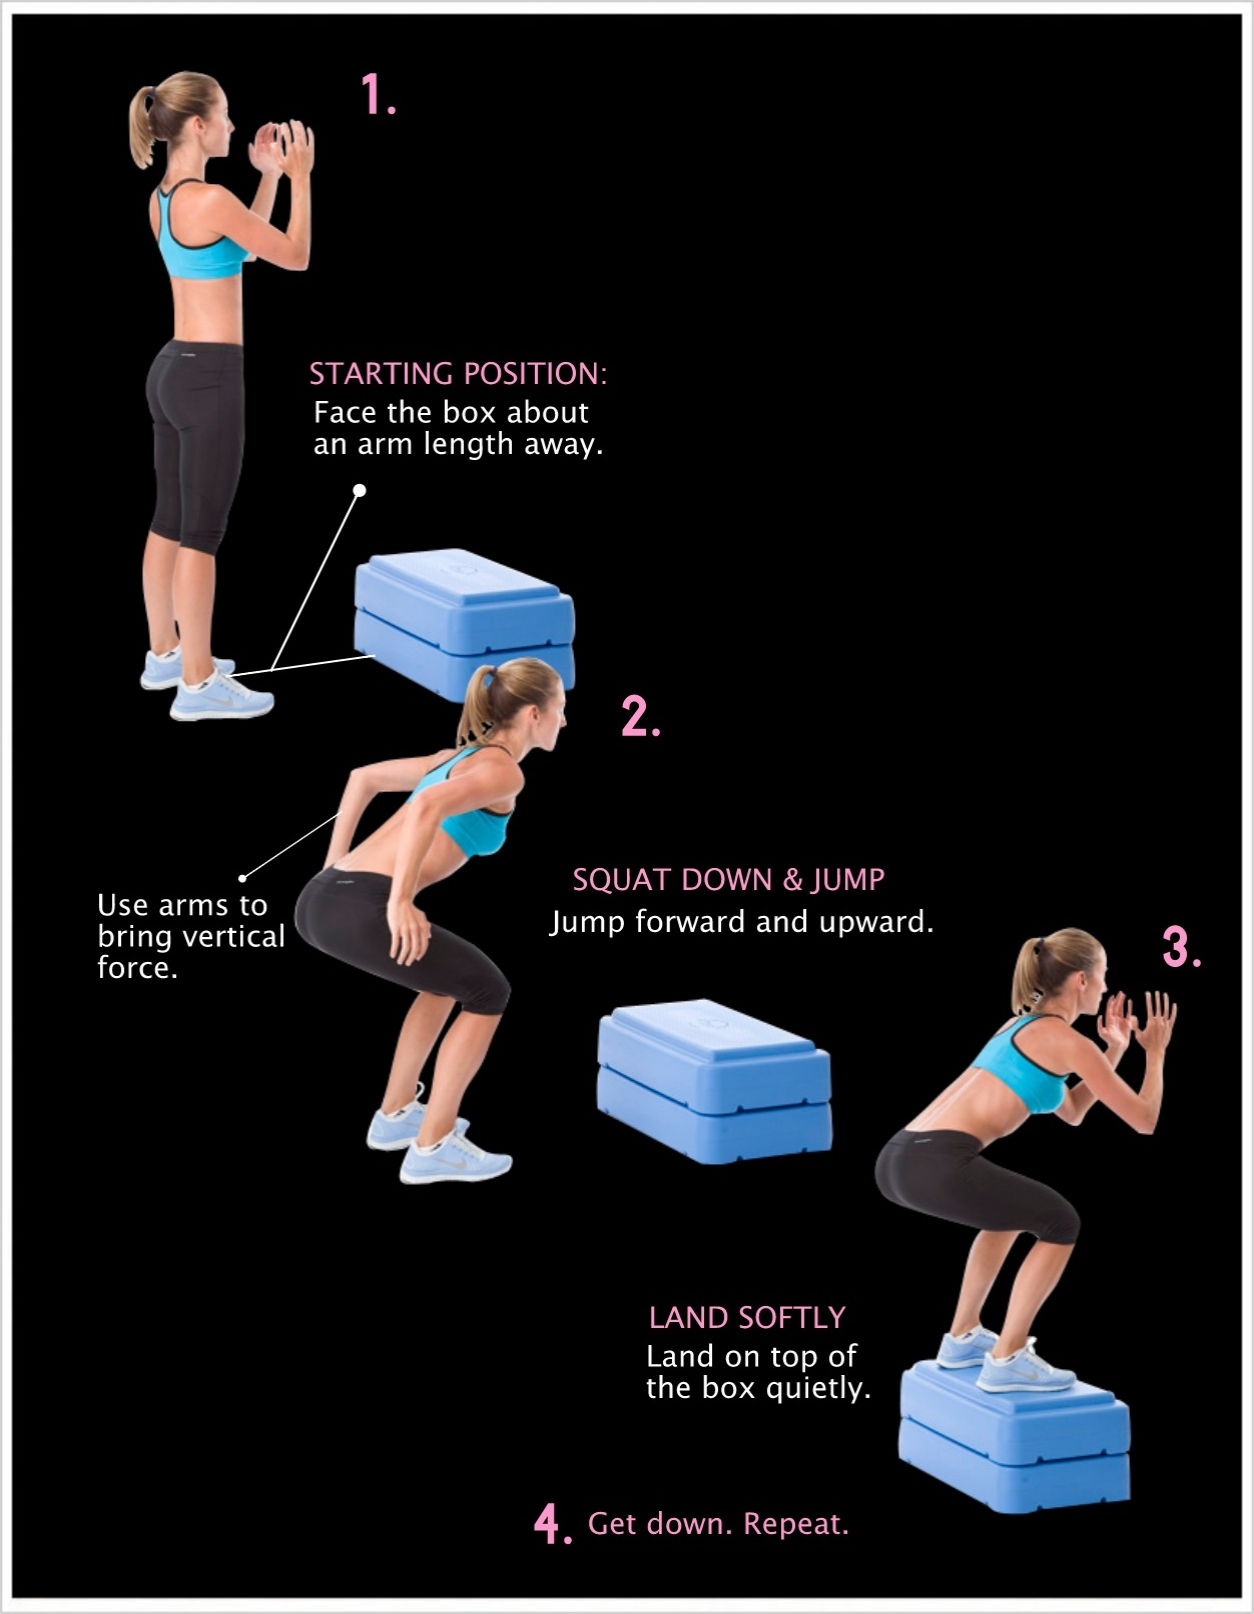 1.
STARTING POSITION:
Face the box about
an arm length away.
2.
Use arms to
bring vertical
force.
SQUAT DOWN & JUMP
Jump forward and upward.
3.
LAND SOFTLY
Land on top of
the box quietly.
4. Get down. Repeat.